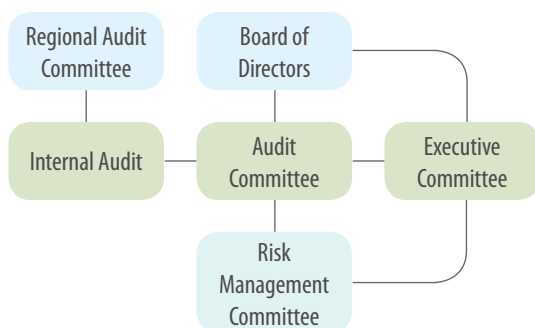 Regional Audit
Committee
Board of
Directors
Internal Audit
Audit
Committee
Executive
Committee
Risk
Management
Committee